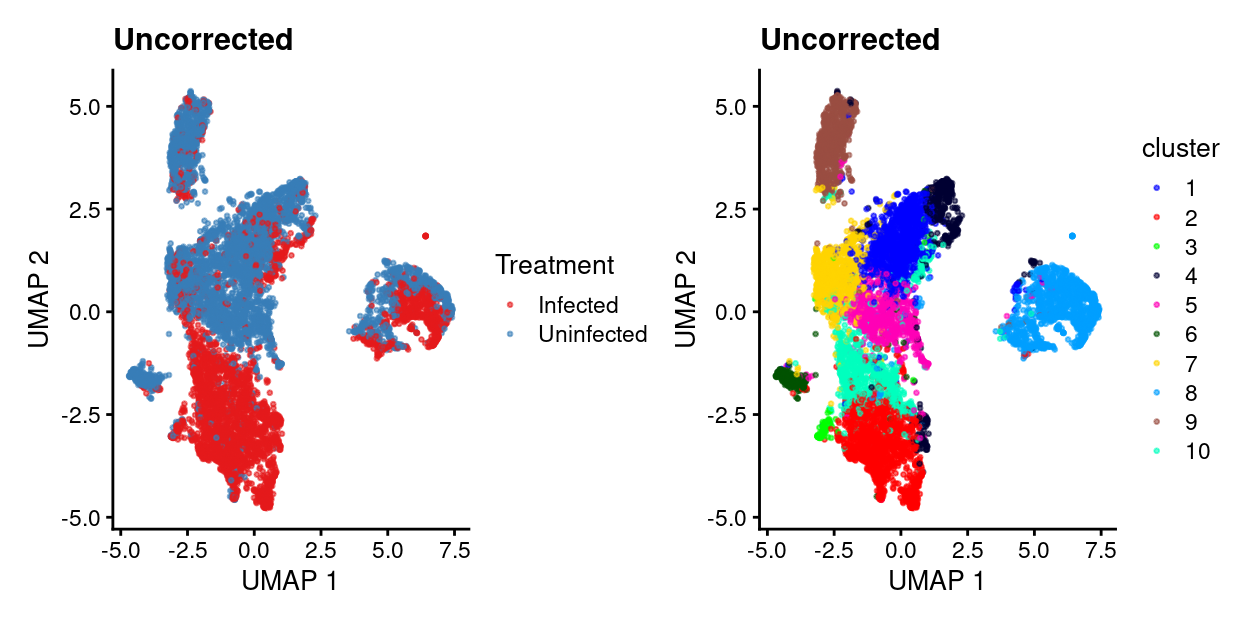 Uncorrected
5.0
2.5
0.0
-2.5
-5.0
UMAP 2
-5.0 -2.5 0.0 2.5 5.0 7.5
UMAP 1
Treatment
Infected
Uninfected
Uncorrected
5.0
2.5
0.0
-2.5
-5.0
UMAP 2
-5.0 -2.5 0.0 2.5 5.0 7.5
UMAP 1
cluster
1
2
3
4
5
6
7
8
9
10